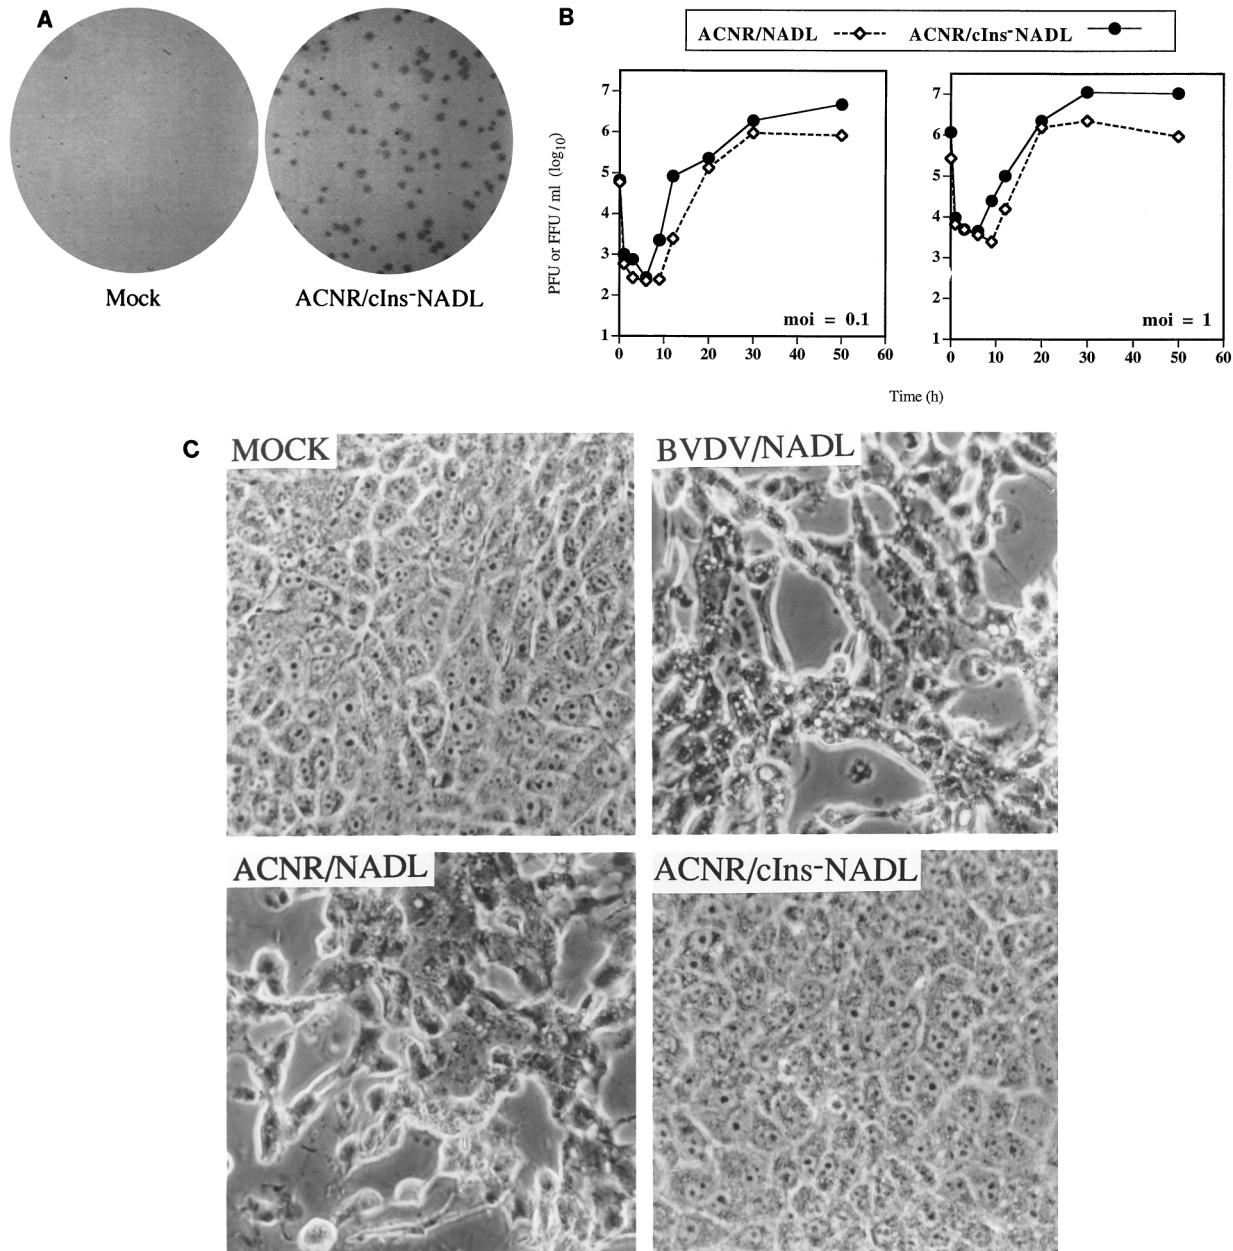 A
Mock
ACNR/cIns-NADL
B
ACNR/NADL
ACNR/cIns-NADL
PFU or FFU / ml (log10)
7
6
5
4
3
2
1
0
10
20
30
40
50
60
moi = 0.1
7
6
5
4
3
2
1
0
10
20
30
40
50
60
moi = 1
Time (h)
C
MOCK
BVDV/NADL
ACNR/NADL
ACNR/cIns-NADL